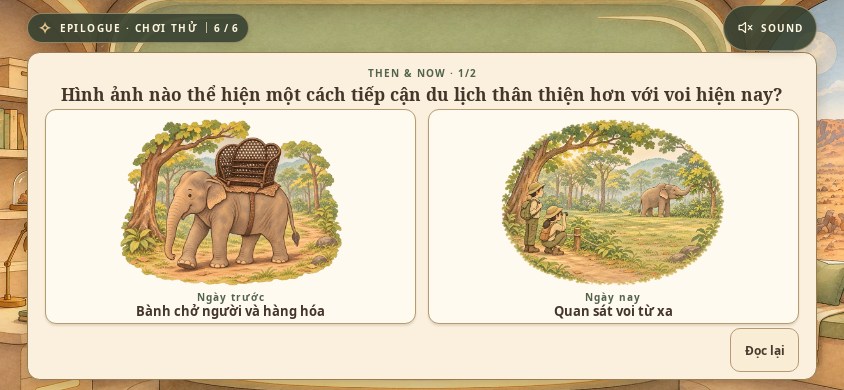 EPILOGUE · CHƠI THỬ | 6 / 6
SOUND
THEN & NOW · 1/2
Hình ảnh nào thể hiện một cách tiếp cận du lịch thân thiện hơn với voi hiện nay?
Ngày trước
Bành chở người và hàng hóa
Ngày nay
Quan sát voi từ xa
Đọc lại